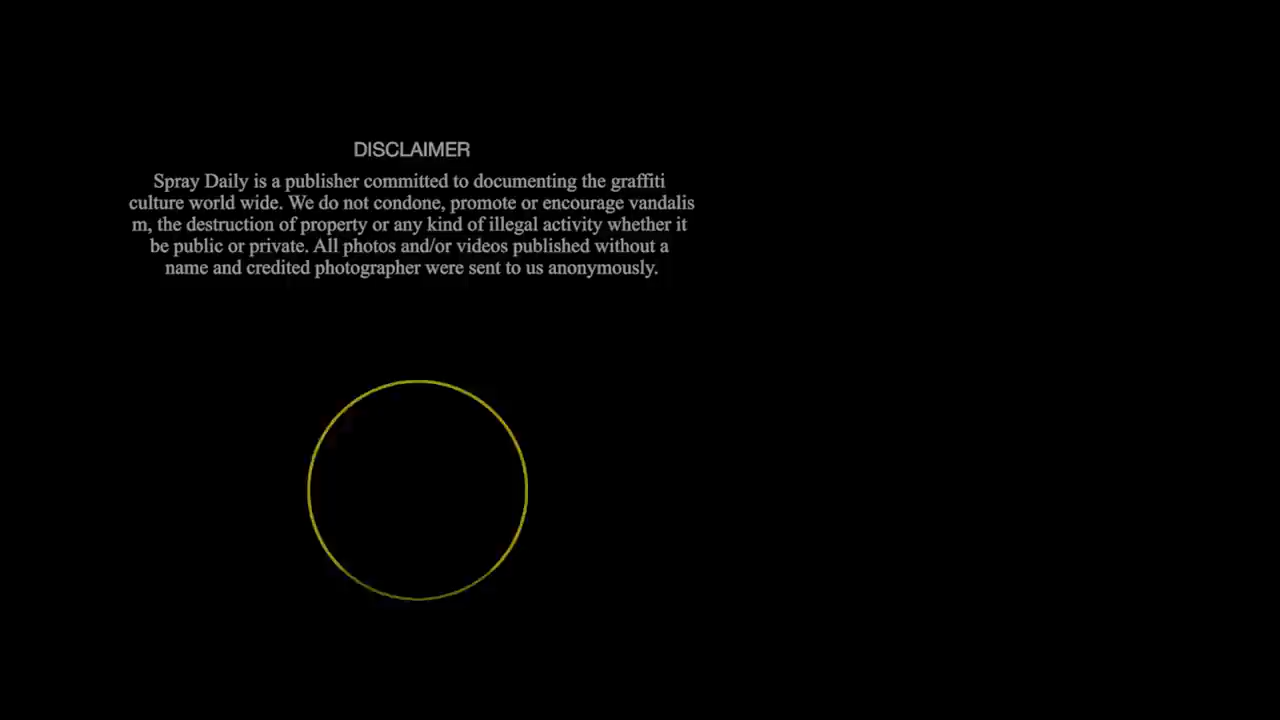 DISCLAIMER
Spray Daily is a publisher committed to documenting the graffiti
culture world wide. We do not condone, promote or encourage vandalis
m, the destruction of property or any kind of illegal activity whether it
be public or private. All photos and/or videos published without a
name and credited photographer were sent to us anonymously.